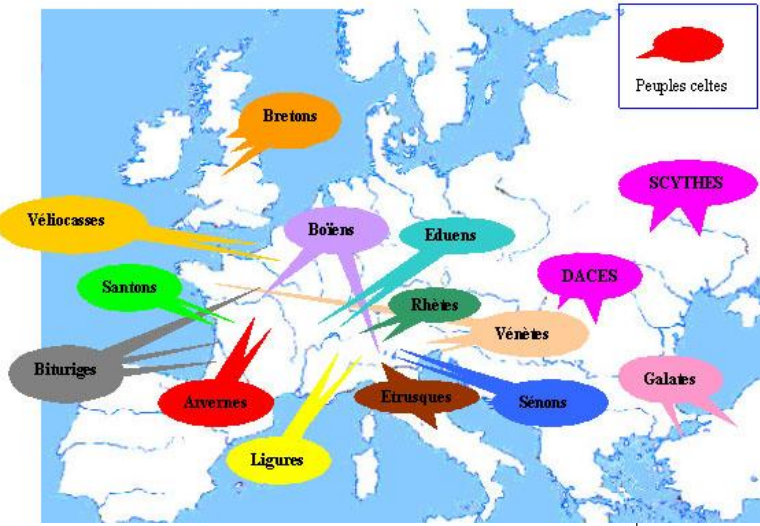 Peuples celtes
Bretons
SCYTHES
Véliocasses
Boïens
Eduens
DACES
Santons
Rhètes
Vénètes
Bituriges
Galates
Arvernes
Etrusques
Sénons
Ligures